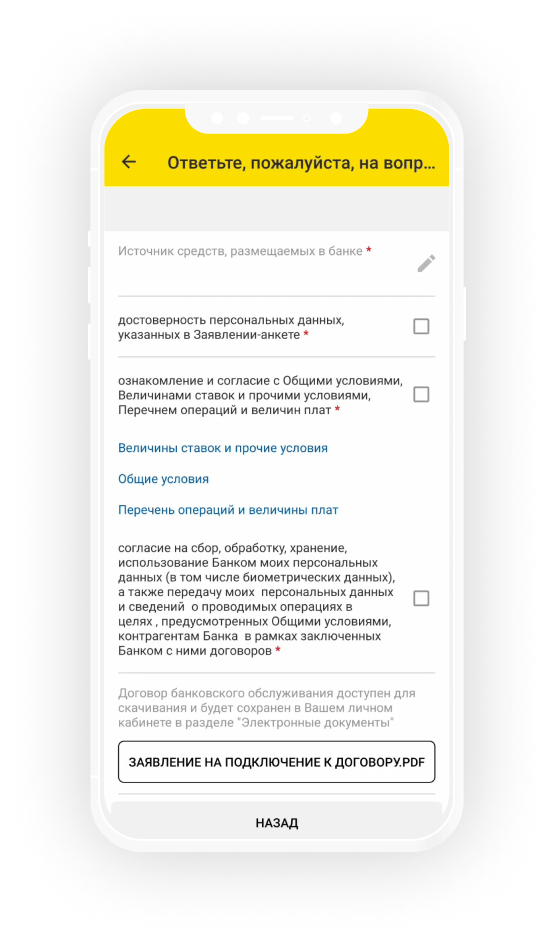 Ответьте, пожалуйста, на вопр...
Источник средств, размещаемых в банке *
достоверность персональных данных,
указанных в Заявлении-анкете *
ознакомление и согласие с Общими условиями,
Величинами ставок и прочими условиями,
Перечнем операций и величин плат *
Величины ставок и прочие условия
Общие условия
Перечень операций и величины плат
согласие на сбор, обработку, хранение,
использование Банком моих персональных
данных (в том числе биометрических данных),
а также передачу моих  персональных данных
и сведений  о проводимых операциях в
целях , предусмотренных Общими условиями,
контрагентам Банка  в рамках заключенных
Банком с ними договоров *
Договор банковского обслуживания доступен для
скачивания и будет сохранен в Вашем личном
кабинете в разделе "Электронные документы"
ЗАЯВЛЕНИЕ НА ПОДКЛЮЧЕНИЕ К ДОГОВОРУ.PDF
НАЗАД